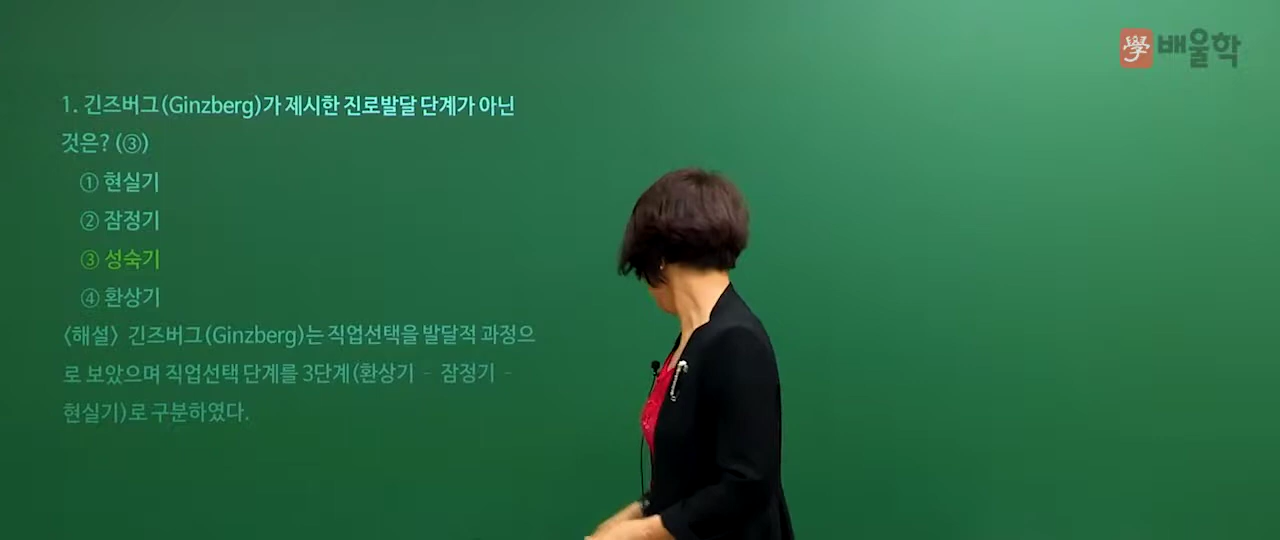 學 배울학
1. 긴즈버그(Ginzberg)가 제시한 진로발달 단계가 아닌
것은? (③)
① 현실기
② 잠정기
③ 성숙기
④ 환상기
〈해설〉 긴즈버그(Ginzberg)는 직업선택을 발달적 과정으
로 보았으며 직업선택 단계를 3단계(환상기 - 잠정기 -
현실기)로 구분하였다.